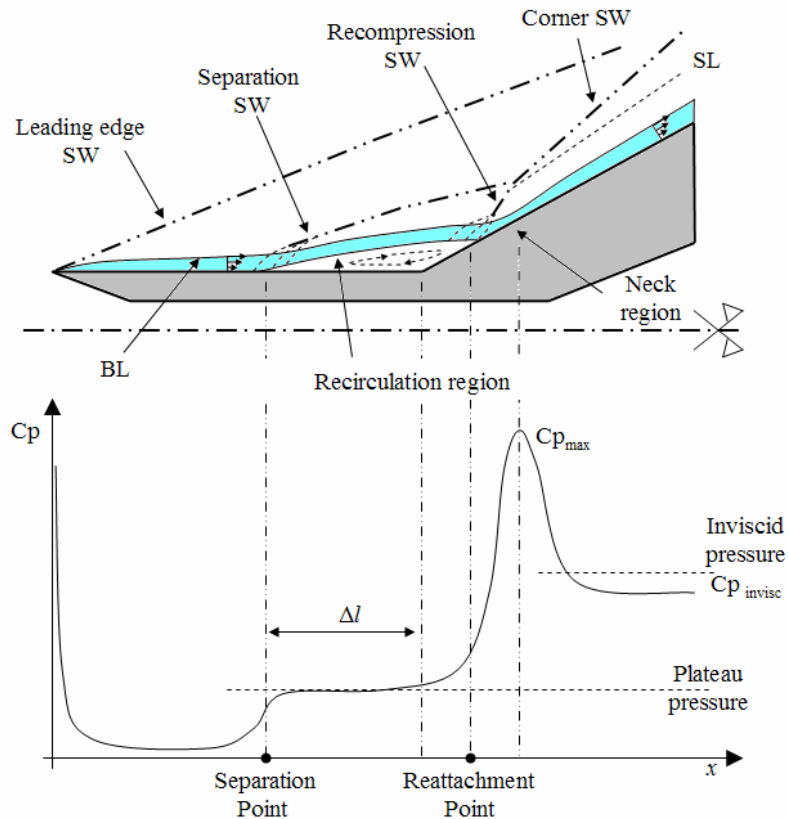 Corner SW
Recompression
SW
SL
Separation
SW
Leading edge
SW
Neck
region
BL
Recirculation region
Cp
Cpmax
Inviscid
pressure
Cp invisc
Δl
Plateau
pressure
x
Separation
Point
Reattachment
Point